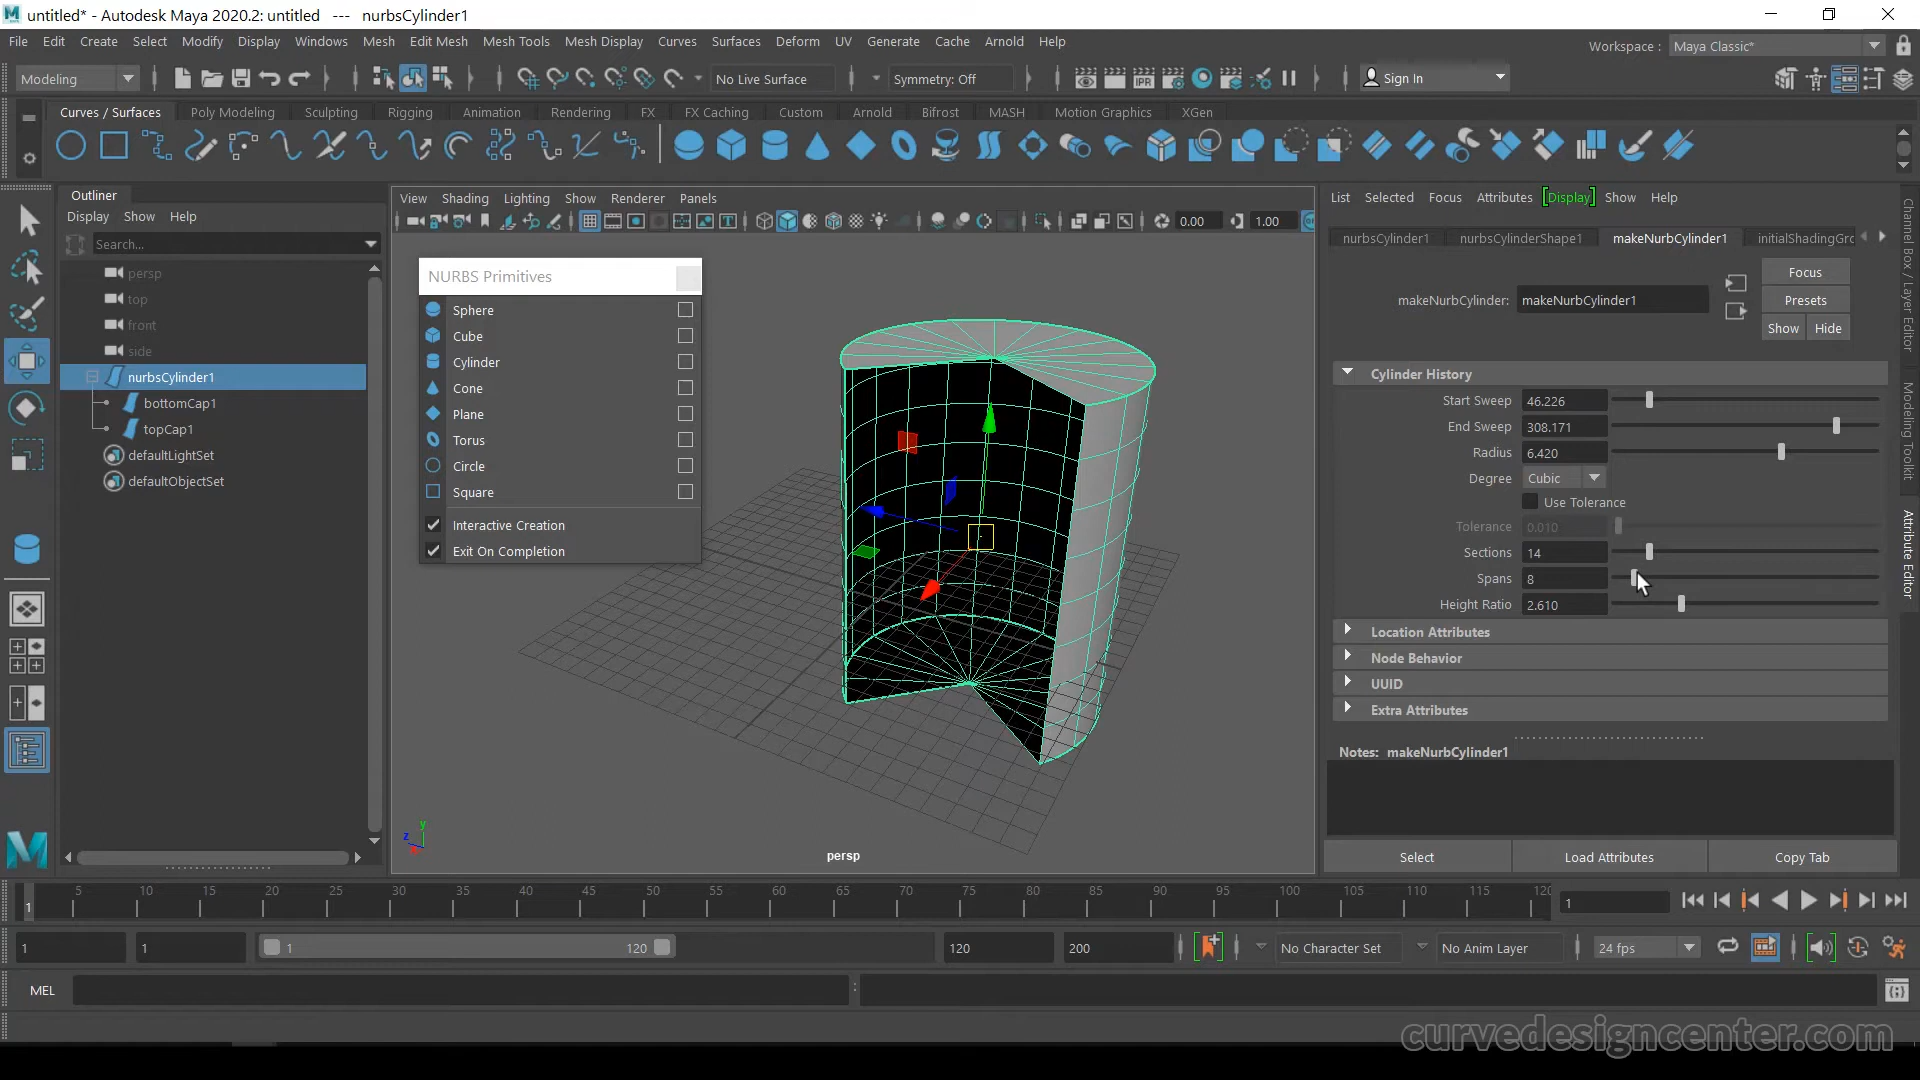 untitled* - Autodesk Maya 2020.2: untitled --- nurbsCylinder1
File Edit Create Select Modify Display Windows Mesh Edit Mesh Mesh Tools Mesh Display Curves Surfaces Deform UV Generate Cache Arnold Help
Workspace : Maya Classic*
Modeling No Live Surface Symmetry: Off IPR Sign In
Curves / Surfaces Poly Modeling Sculpting Rigging Animation Rendering FX FX Caching Custom Arnold Bifrost MASH Motion Graphics XGen
Outliner
Display Show Help
Search...
persp
top
front
side
nurbsCylinder1
bottomCap1
topCap1
defaultLightSet
defaultObjectSet
View Shading Lighting Show Renderer Panels
0.00 1.00
NURBS Primitives
Sphere
Cube
Cylinder
Cone
Plane
Torus
Circle
Square
Interactive Creation
Exit On Completion
y
z
persp
List Selected Focus Attributes Display Show Help
nurbsCylinder1 nurbsCylinderShape1 makeNurbCylinder1 initialShadingGrc
Focus
makeNurbCylinder: makeNurbCylinder1 Presets
Show Hide
Cylinder History
Start Sweep 46.226
End Sweep 308.171
Radius 6.420
Degree Cubic
Use Tolerance
Tolerance 0.010
Sections 14
Spans 8
Height Ratio 2.610
Location Attributes
Node Behavior
UUID
Extra Attributes
Notes: makeNurbCylinder1
Select Load Attributes Copy Tab
Channel Box / Layer Editor
Modeling Toolkit
Attribute Editor
5 10 15 20 25 30 35 40 45 50 55 60 65 70 75 80 85 90 95 100 105 110 115 120
1 1
1 1 1 120 120 200 No Character Set No Anim Layer 24 fps
MEL
curvedesigncenter.com